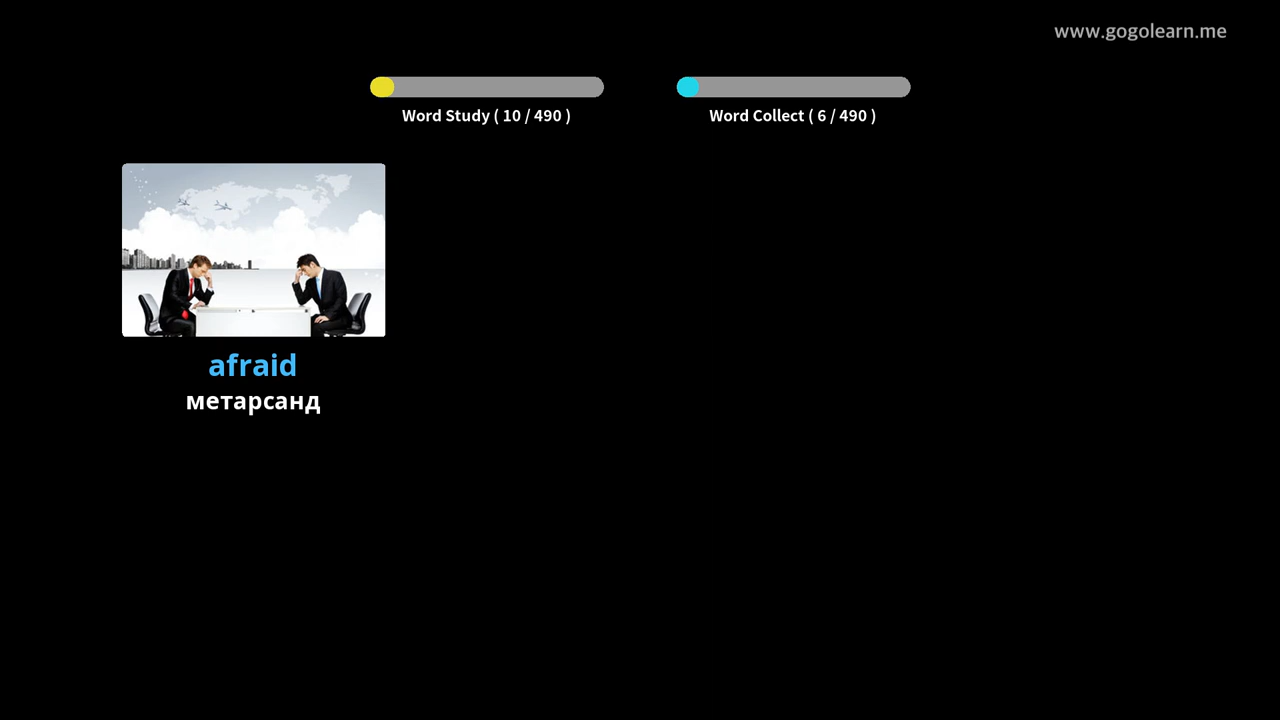 www.gogolearn.me
Word Study ( 10 / 490 )
Word Collect ( 6 / 490 )
afraid
метарсанд